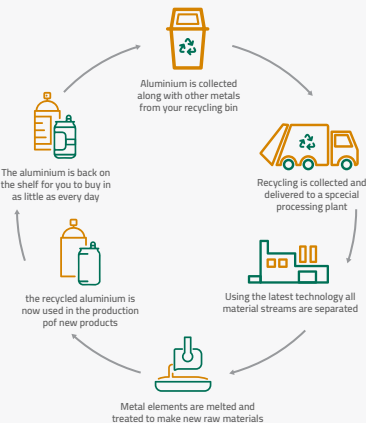 Aluminium is collected
along with other metals
from your recycling bin
Recycling is collected and
delivered to a spcecial
processing plant
Using the latest technology all
material streams are separated
Metal elements are melted and
treated to make new raw materials
the recycled aluminium is
now used in the production
pof new products
The aluminium is back on
the shelf for you to buy in
as little as every day